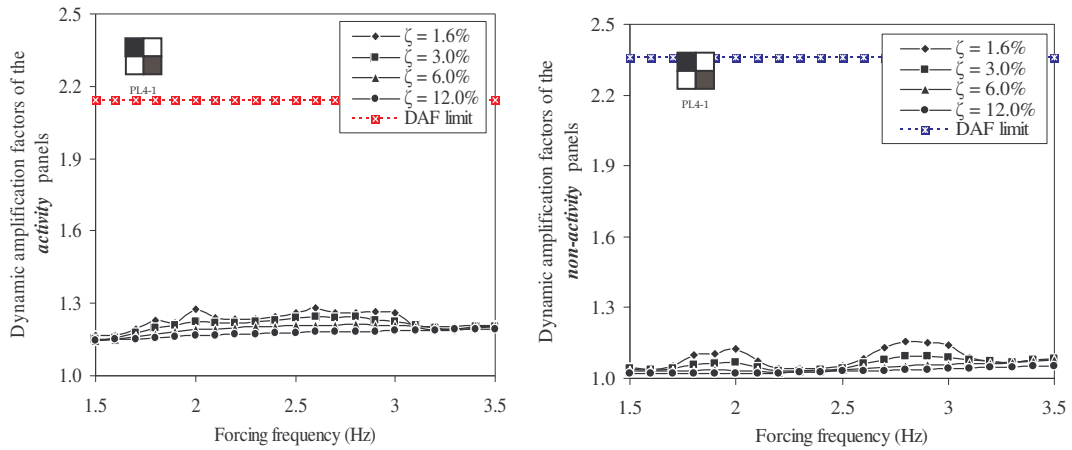 Dynamic amplification factors of the
activity panels
2.5
2.2
1.9
1.6
1.3
1.0
1.5
2
2.5
3
3.5
Forcing frequency (Hz)
PL4-1
ζ = 1.6%
ζ = 3.0%
ζ = 6.0%
ζ = 12.0%
DAF limit
Dynamic amplification factors of the
non-activity panels
2.5
2.2
1.9
1.6
1.3
1.0
1.5
2
2.5
3
3.5
Forcing frequency (Hz)
PL4-1
ζ = 1.6%
ζ = 3.0%
ζ = 6.0%
ζ = 12.0%
DAF limit